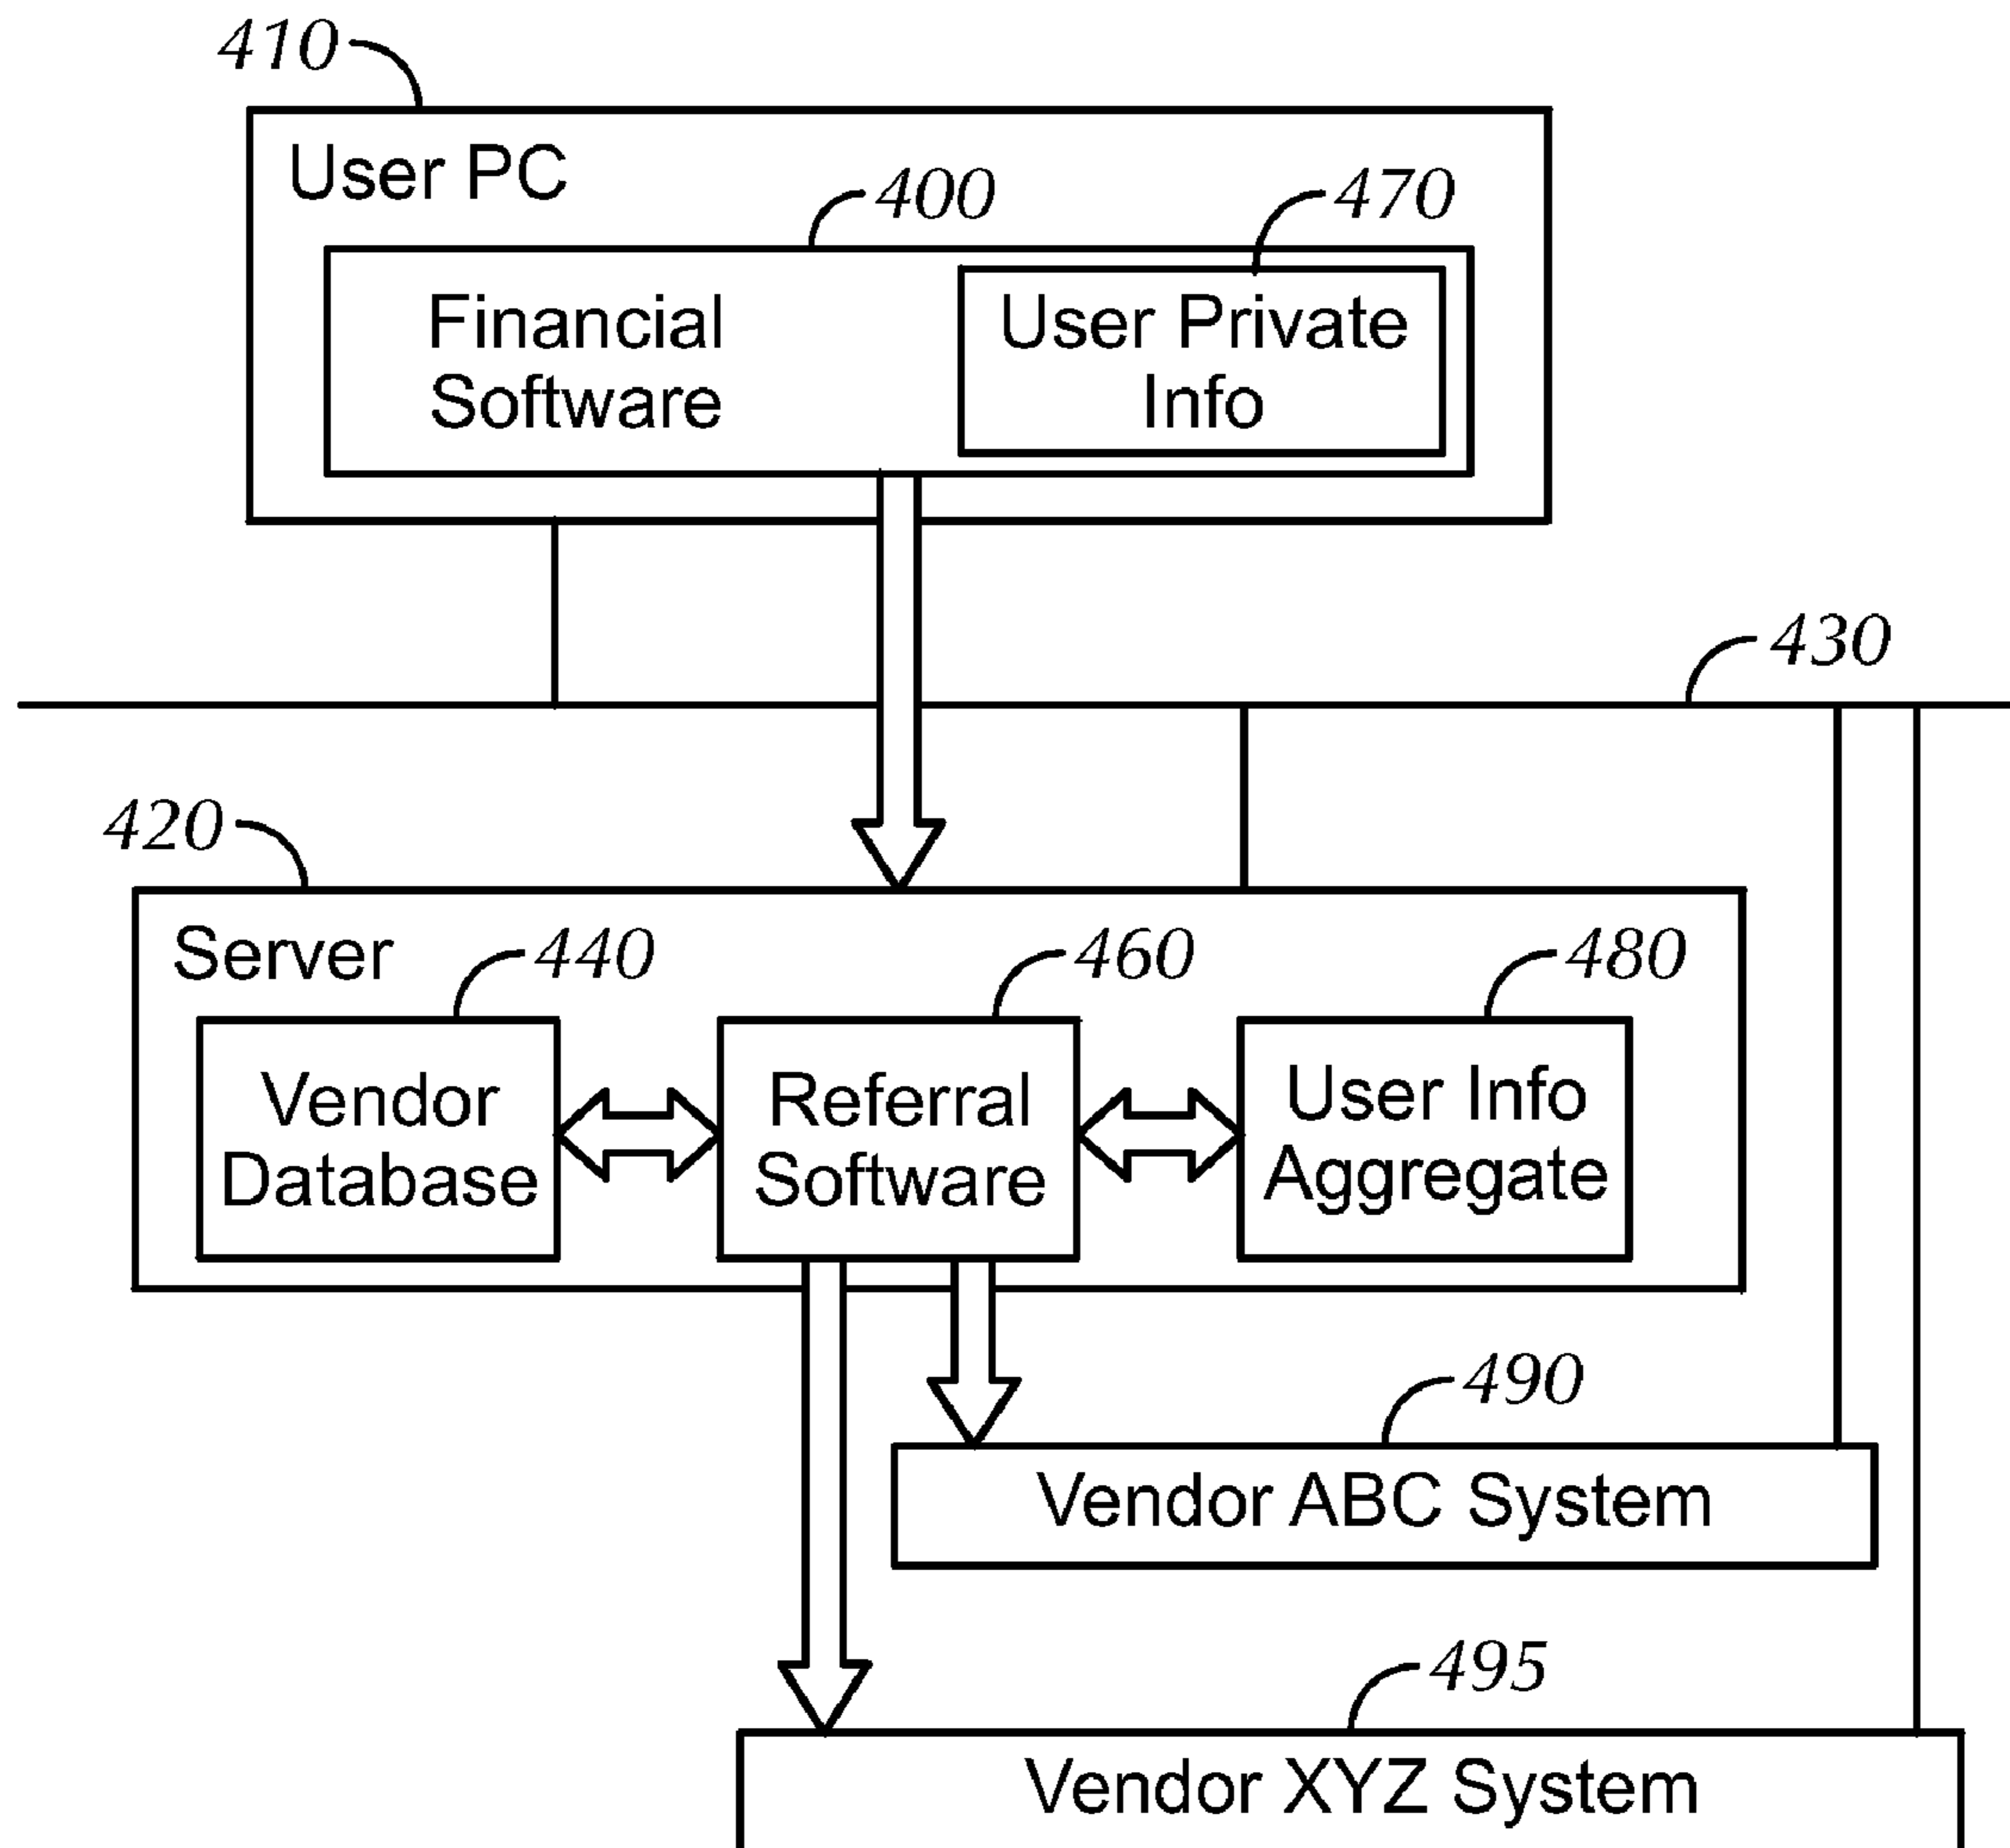 410
User PC
400
470
Financial
Software
User Private
Info
430
420
Server
440
460
480
Vendor
Database
Referral
Software
User Info
Aggregate
490
Vendor ABC System
495
Vendor XYZ System